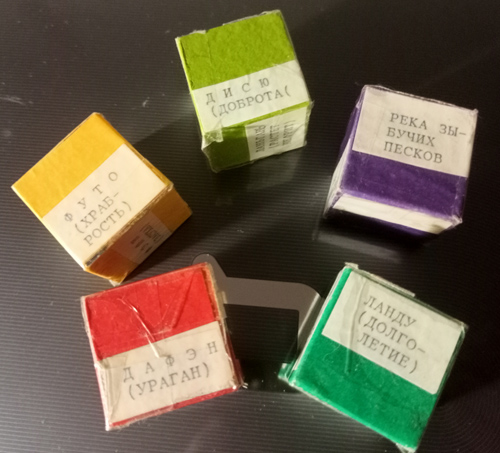 Д И С Ю
(ДОБРОТА(
РЕКА ЗЫ-
БУЧИХ
ПЕСКОВ
Ф У Т О
(ХРАБ-
РОСТЬ)
Д А Ф Э Н
(УРАГАН)
ЛАНДУ
(ДОЛГО-
ЛЕТИЕ)